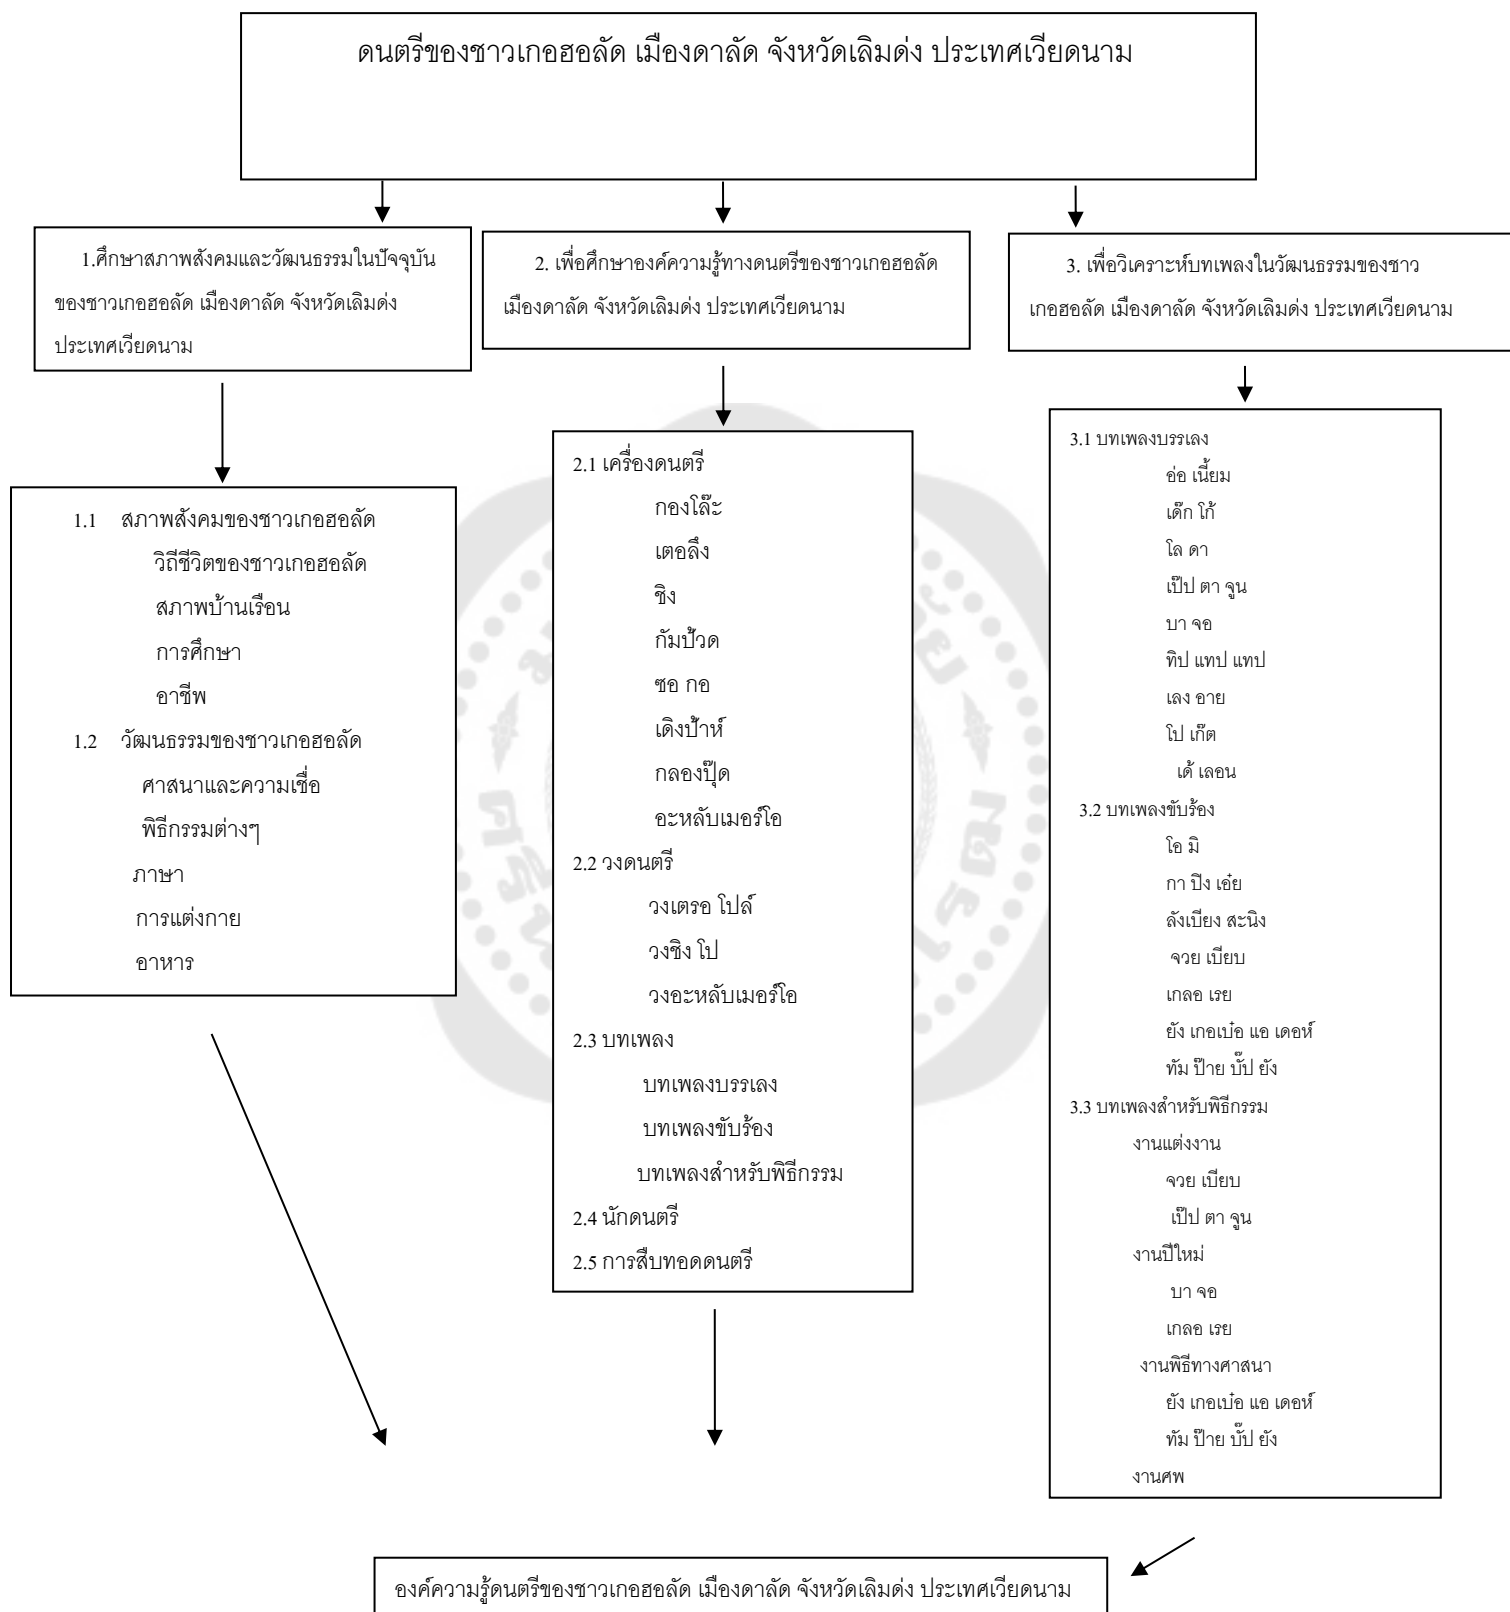 ดนตรีของชาวเกอฮอลัด เมืองดาลัด จังหวัดเลิมด่ง ประเทศเวียดนาม
1.ศึกษาสภาพสังคมและวัฒนธรรมในปัจจุบัน
ของชาวเกอฮอลัด เมืองดาลัด จังหวัดเลิมด่ง
ประเทศเวียดนาม
2. เพื่อศึกษาองค์ความรู้ทางดนตรีของชาวเกอฮอลัด
เมืองดาลัด จังหวัดเลิมด่ง ประเทศเวียดนาม
3. เพื่อวิเคราะห์บทเพลงในวัฒนธรรมของชาว
เกอฮอลัด เมืองดาลัด จังหวัดเลิมด่ง ประเทศเวียดนาม
1.1 สภาพสังคมของชาวเกอฮอลัด
วิถีชีวิตของชาวเกอฮอลัด
สภาพบ้านเรือน
การศึกษา
อาชีพ
1.2 วัฒนธรรมของชาวเกอฮอลัด
ศาสนาและความเชื่อ
พิธีกรรมต่างๆ
ภาษา
การแต่งกาย
อาหาร
2.1 เครื่องดนตรี
กองโล๊ะ
เตอลึง
ชิง
กัมป้วด
ซอ กอ
เดิงป้าห์
กลองปุ๊ด
อะหลับเมอร์โอ
2.2 วงดนตรี
วงเตรอ โปล์
วงชิง โป
วงอะหลับเมอร์โอ
2.3 บทเพลง
บทเพลงบรรเลง
บทเพลงขับร้อง
บทเพลงสำหรับพิธีกรรม
2.4 นักดนตรี
2.5 การสืบทอดดนตรี
3.1 บทเพลงบรรเลง
อ่อ เนี้ยม
เด๊ก โก้
โล ดา
เป๊ป ตา จูน
บา จอ
ทิป แทป แทป
เลง อาย
โป เก๊ต
เด้ เลอน
3.2 บทเพลงขับร้อง
โอ มิ
กา ปิง เอ๋ย
ลังเบียง สะนิง
จวย เบียบ
เกลอ เรย
ยัง เกอเบ๋อ แอ เดอห์
ทัม ป๊าย บั๊ป ยัง
3.3 บทเพลงสำหรับพิธีกรรม
งานแต่งงาน
จวย เบียบ
เป๊ป ตา จูน
งานปีใหม่
บา จอ
เกลอ เรย
งานพิธีทางศาสนา
ยัง เกอเบ๋อ แอ เดอห์
ทัม ป๊าย บั๊ป ยัง
งานศพ
องค์ความรู้ดนตรีของชาวเกอฮอลัด เมืองดาลัด จังหวัดเลิมด่ง ประเทศเวียดนาม